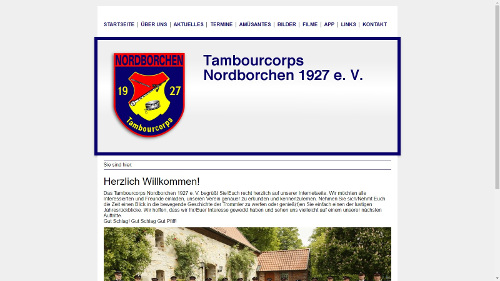 STARTSEITE | ÜBER UNS | AKTUELLES | TERMINE | AMÜSANTES | BILDER | FILME | APP | LINKS | KONTAKT
NORDBORCHEN
19 27
Tambourcorps
Tambourcorps
Nordborchen 1927 e. V.
Sie sind hier:
Herzlich Willkommen!
Das Tambourcorps Nordborchen 1927 e. V. begrüßt Sie/Euch recht herzlich auf unserer Internetseite. Wir möchten alle
Interessierten und Freunde einladen, unseren Verein genauer zu erkunden und kennenzulernen. Nehmen Sie sich/Nehmt Euch
die Zeit einen Blick in die bewegende Geschichte der Trommler zu werfen oder genießen Sie einfach einen der lustigen
Jahresrückblicke. Wir hoffen, dass wir Ihr/Euer Interesse geweckt haben und sehen uns vielleicht auf einem unserer nächsten
Auftritte.
Gut Schlag! Gut Schlag Gut Pfiff!